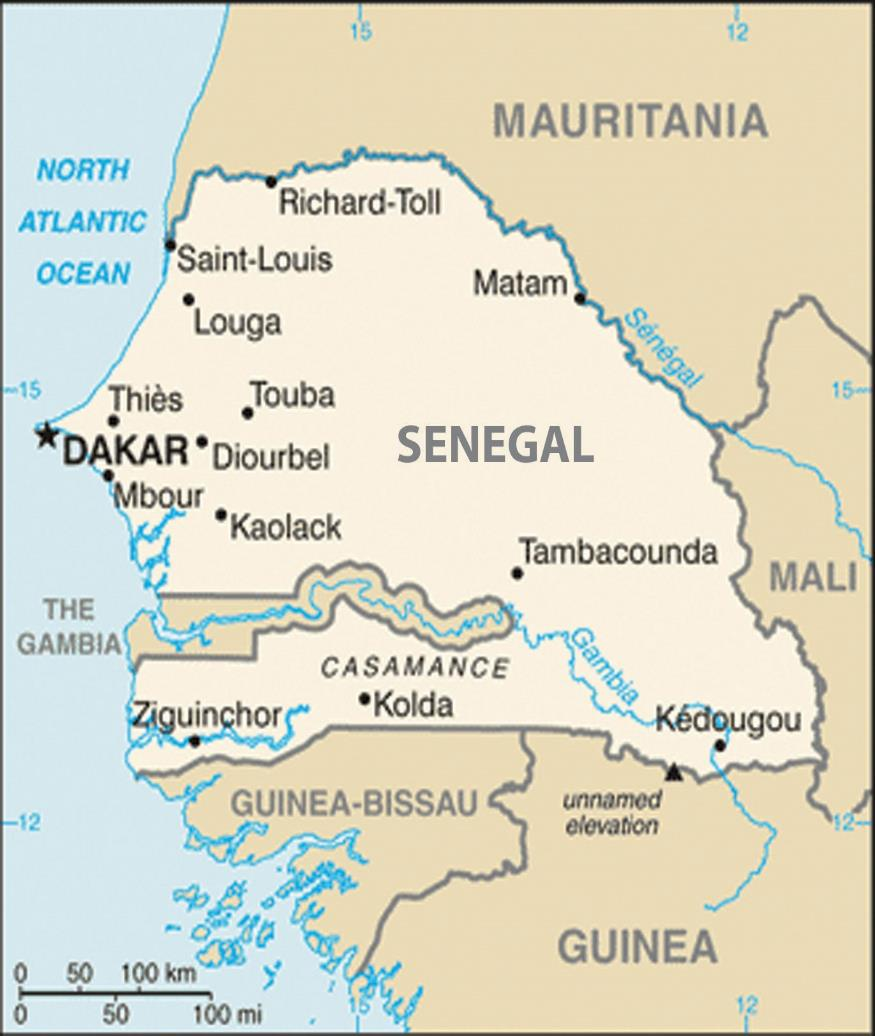 15
12
MAURITANIA
NORTH
ATLANTIC
OCEAN
Richard-Toll
Saint-Louis
Matam
Louga
Sénégal
15
15
Thiès
Touba
DAKAR
Diourbel
SENEGAL
Mbour
Kaolack
Tambacounda
MALI
THE
GAMBIA
CASAMANCE
Gambia
Kolda
Ziguinchor
Kédougou
GUINEA-BISSAU
unnamed
elevation
12
12
GUINEA
0 50 100 km
0 50 100 mi
15
12